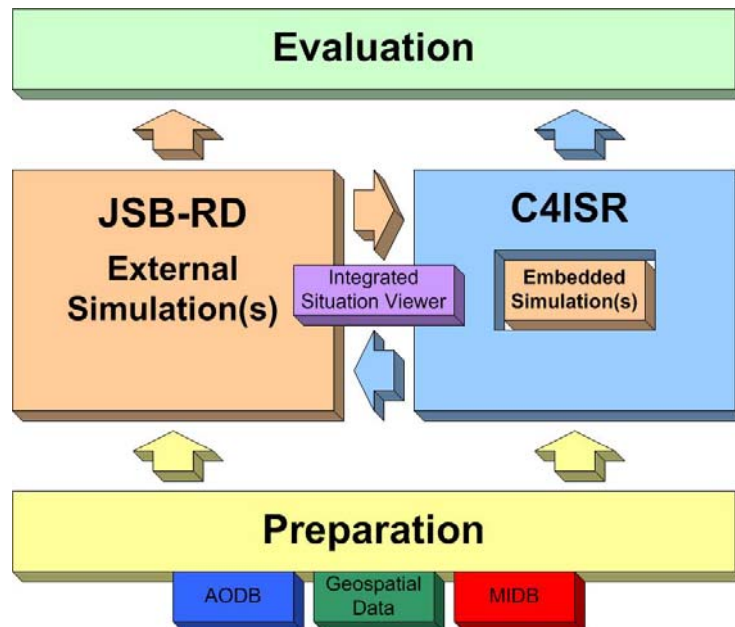 Evaluation
JSB-RD
External
Simulation(s)
C4ISR
Integrated
Situation Viewer
Embedded
Simulation(s)
Preparation
AODB
Geospatial
Data
MIDB